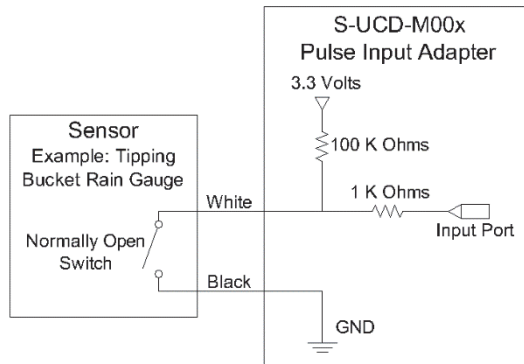 S-UCD-M00x
Pulse Input Adapter
3.3 Volts
Sensor
Example: Tipping
Bucket Rain Gauge
100 K Ohms
White
1 K Ohms
Input Port
Normally Open
Switch
Black
GND